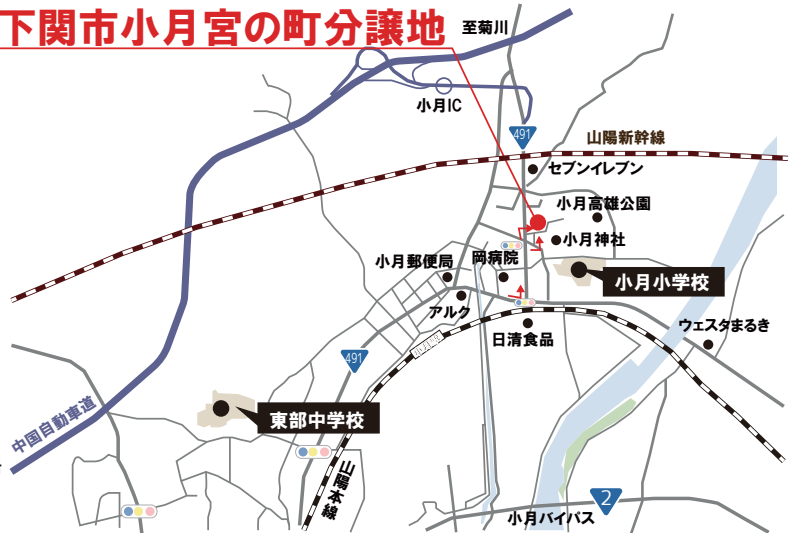 下関市小月宮の町分譲地
至菊川
小月IC
491
山陽新幹線
セブンイレブン
小月高雄公園
小月神社
小月郵便局
岡病院
小月小学校
アルク
日清食品
ウェスタまるき
小月駅
491
東部中学校
中国自動車道
山陽本線
2
小月バイパス